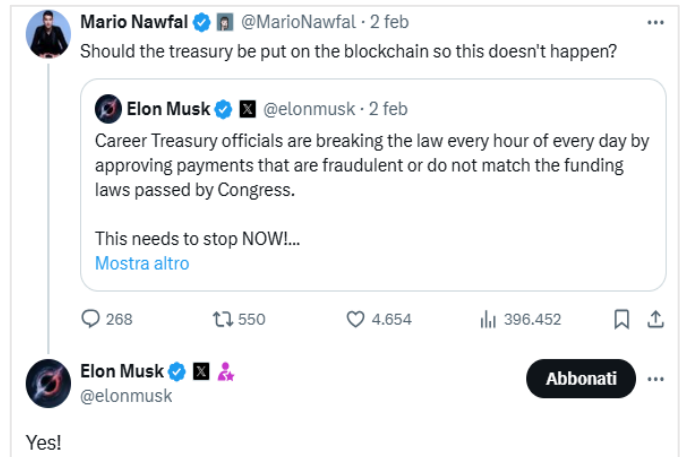 Mario Nawfal @MarioNawfal · 2 feb
Should the treasury be put on the blockchain so this doesn't happen?
Elon Musk X @elonmusk · 2 feb
Career Treasury officials are breaking the law every hour of every day by
approving payments that are fraudulent or do not match the funding
laws passed by Congress.
This needs to stop NOW!...
Mostra altro
268 550 4.654 396.452
Elon Musk X
Abbonati
@elonmusk
Yes!